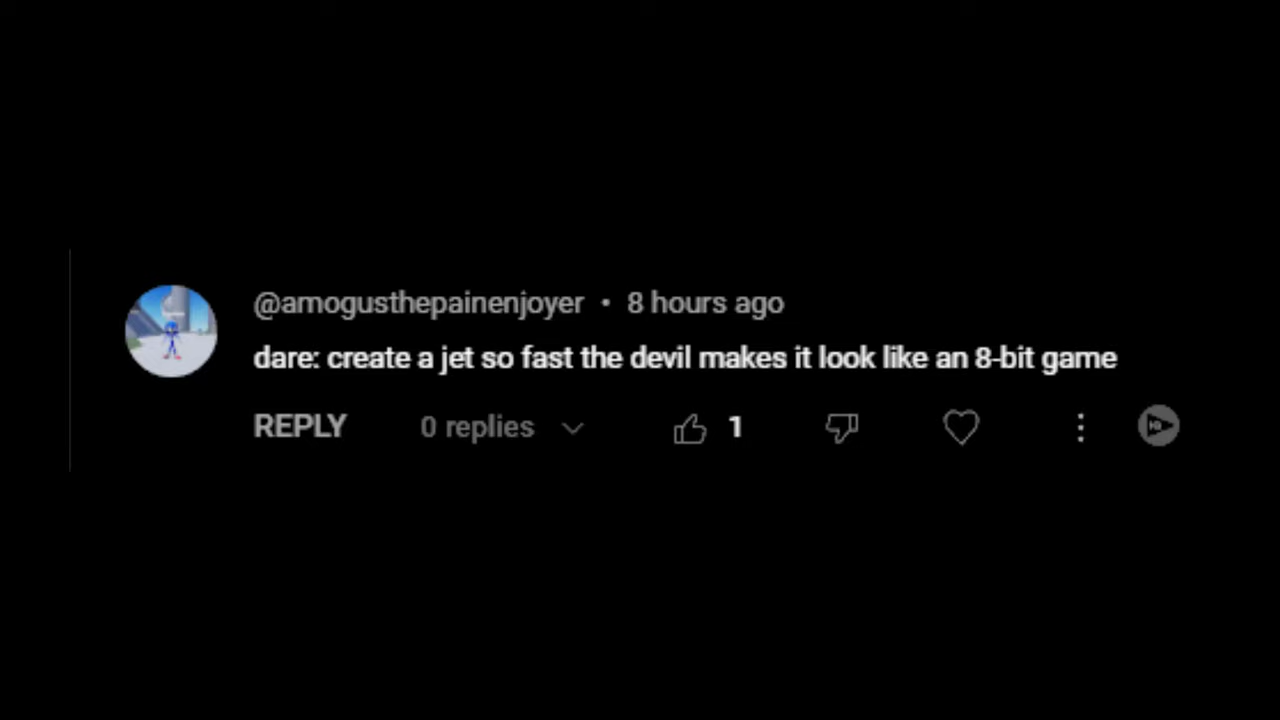 @amogusthepainenjoyer • 8 hours ago
dare: create a jet so fast the devil makes it look like an 8-bit game
REPLY 0 replies 1